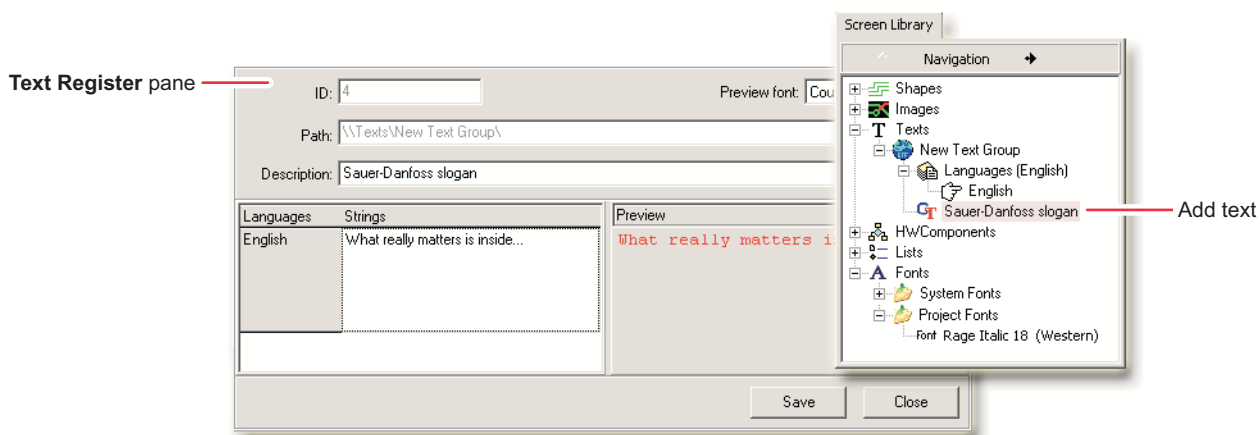 Screen Library
Navigation
Text Register pane
ID: 4
Preview font: Cou
Path: \\Texts\New Text Group\
Description: Sauer-Danfoss slogan
Languages Strings Preview
English What really matters is inside... What really matters i
Shapes
Images
T Texts
New Text Group
Languages (English)
English
GT Sauer-Danfoss slogan
Add text
HWComponents
Lists
A Fonts
System Fonts
Project Fonts
Font Rage Italic 18 (Western)
Save Close